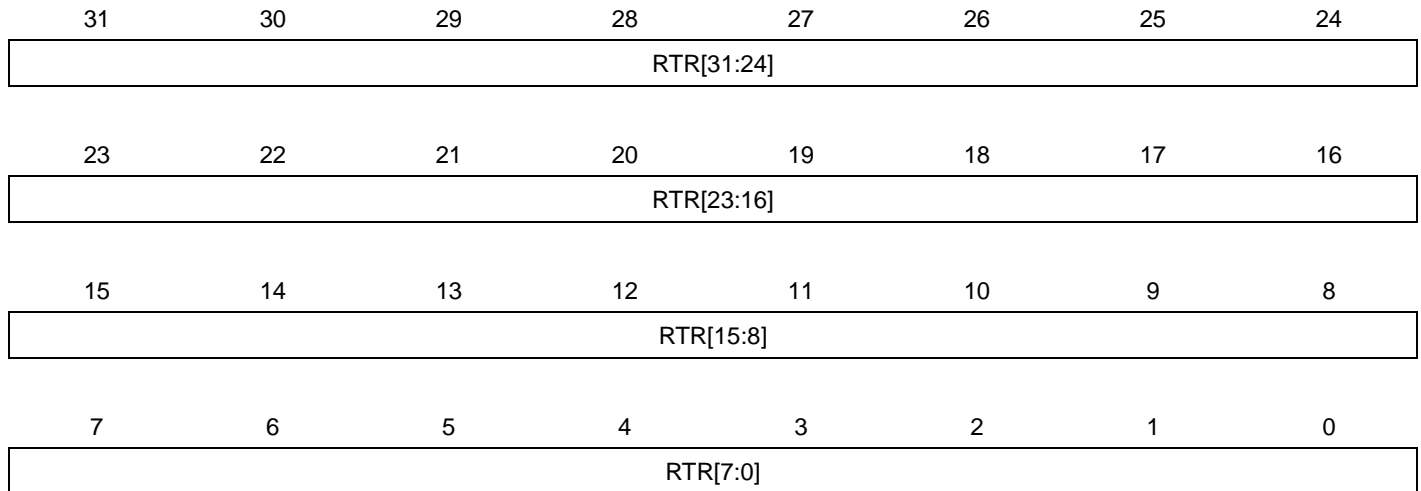 31 30 29 28 27 26 25 24
RTR[31:24]
23 22 21 20 19 18 17 16
RTR[23:16]
15 14 13 12 11 10 9 8
RTR[15:8]
7 6 5 4 3 2 1 0
RTR[7:0]